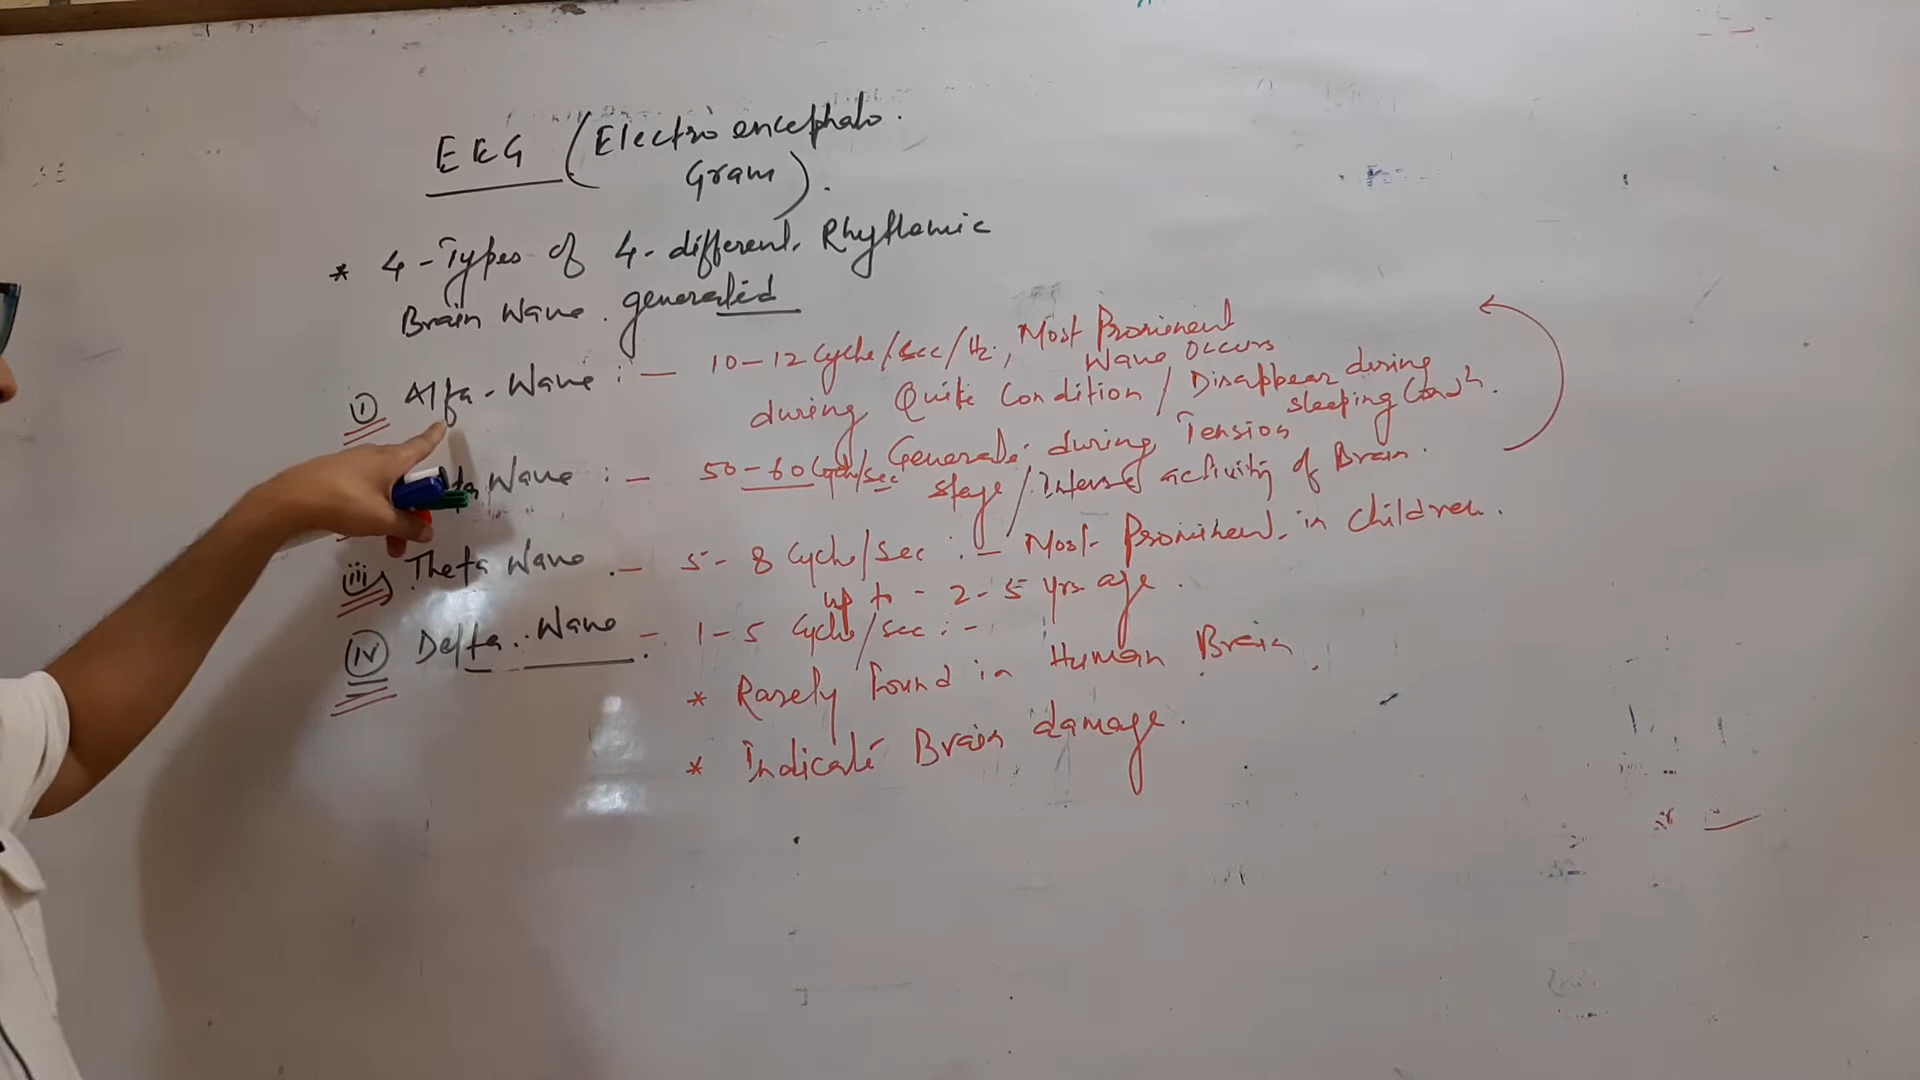 EEG (Electro encephalo.
Gram).
* 4-Types of 4-different. Rhythmic
Brain Wave. generated
(i) Alfa-Wave :- 10-12 Cycle/sec/Hz, Most Prominent
Wave Occurs
during Quite Condition / Disappear during
sleeping Condn.
ta Wave :- 50-60 Cycle/sec Generate during Tension
stage/Intense activity of Brain.
(iii) Theta Wave .- 5-8 Cycle/sec :- Most Prominent in Children.
up to - 2-5 yrs age.
(iv) Delta. Wave :- 1-5 Cycle/sec :-
* Rarely found in Human Brain.
* Indicate Brain damage.